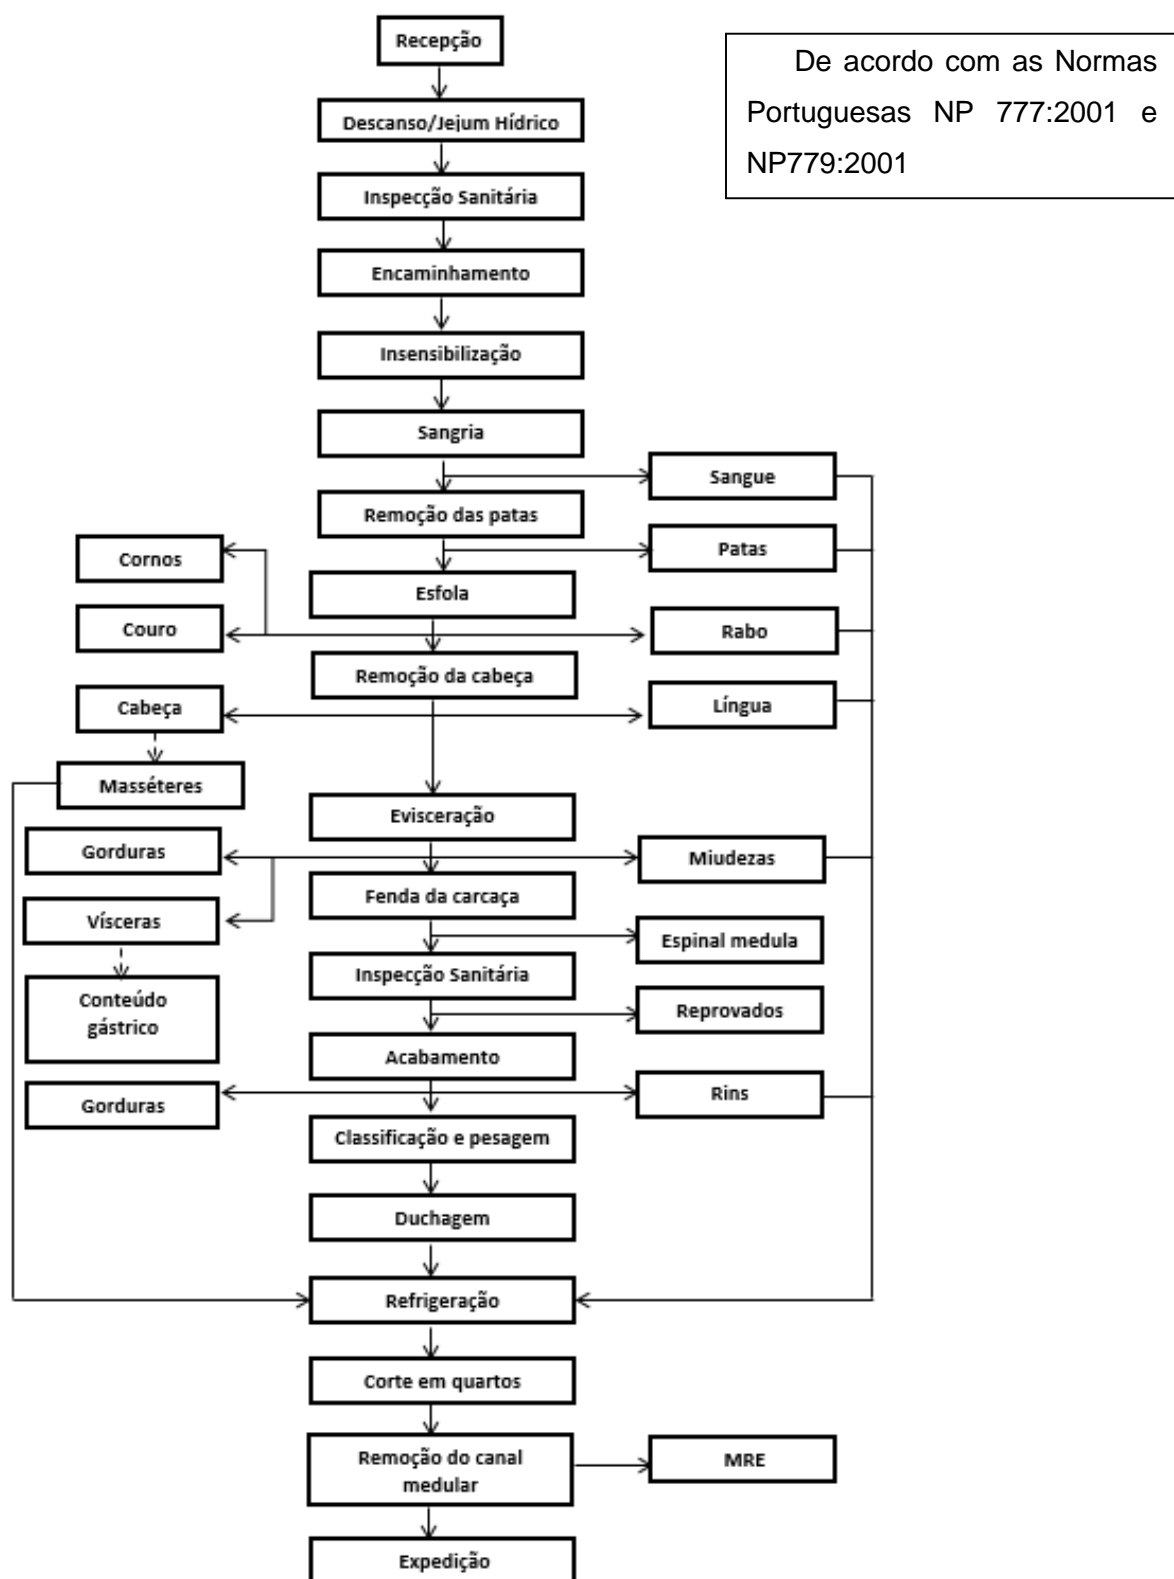 Recepção
De acordo com as Normas
Portuguesas NP 777:2001 e
NP779:2001
Descanso/Jejum Hídrico
Inspecção Sanitária
Encaminhamento
Insensibilização
Sangria
Sangue
Remoção das patas
Patas
Cornos
Esfola
Couro
Rabo
Remoção da cabeça
Cabeça
Língua
Masséteres
Evisceração
Gorduras
Miudezas
Fenda da carcaça
Vísceras
Espinal medula
Inspecção Sanitária
Conteúdo
gástrico
Reprovados
Acabamento
Gorduras
Rins
Classificação e pesagem
Duchagem
Refrigeração
Corte em quartos
Remoção do canal
medular
MRE
Expedição